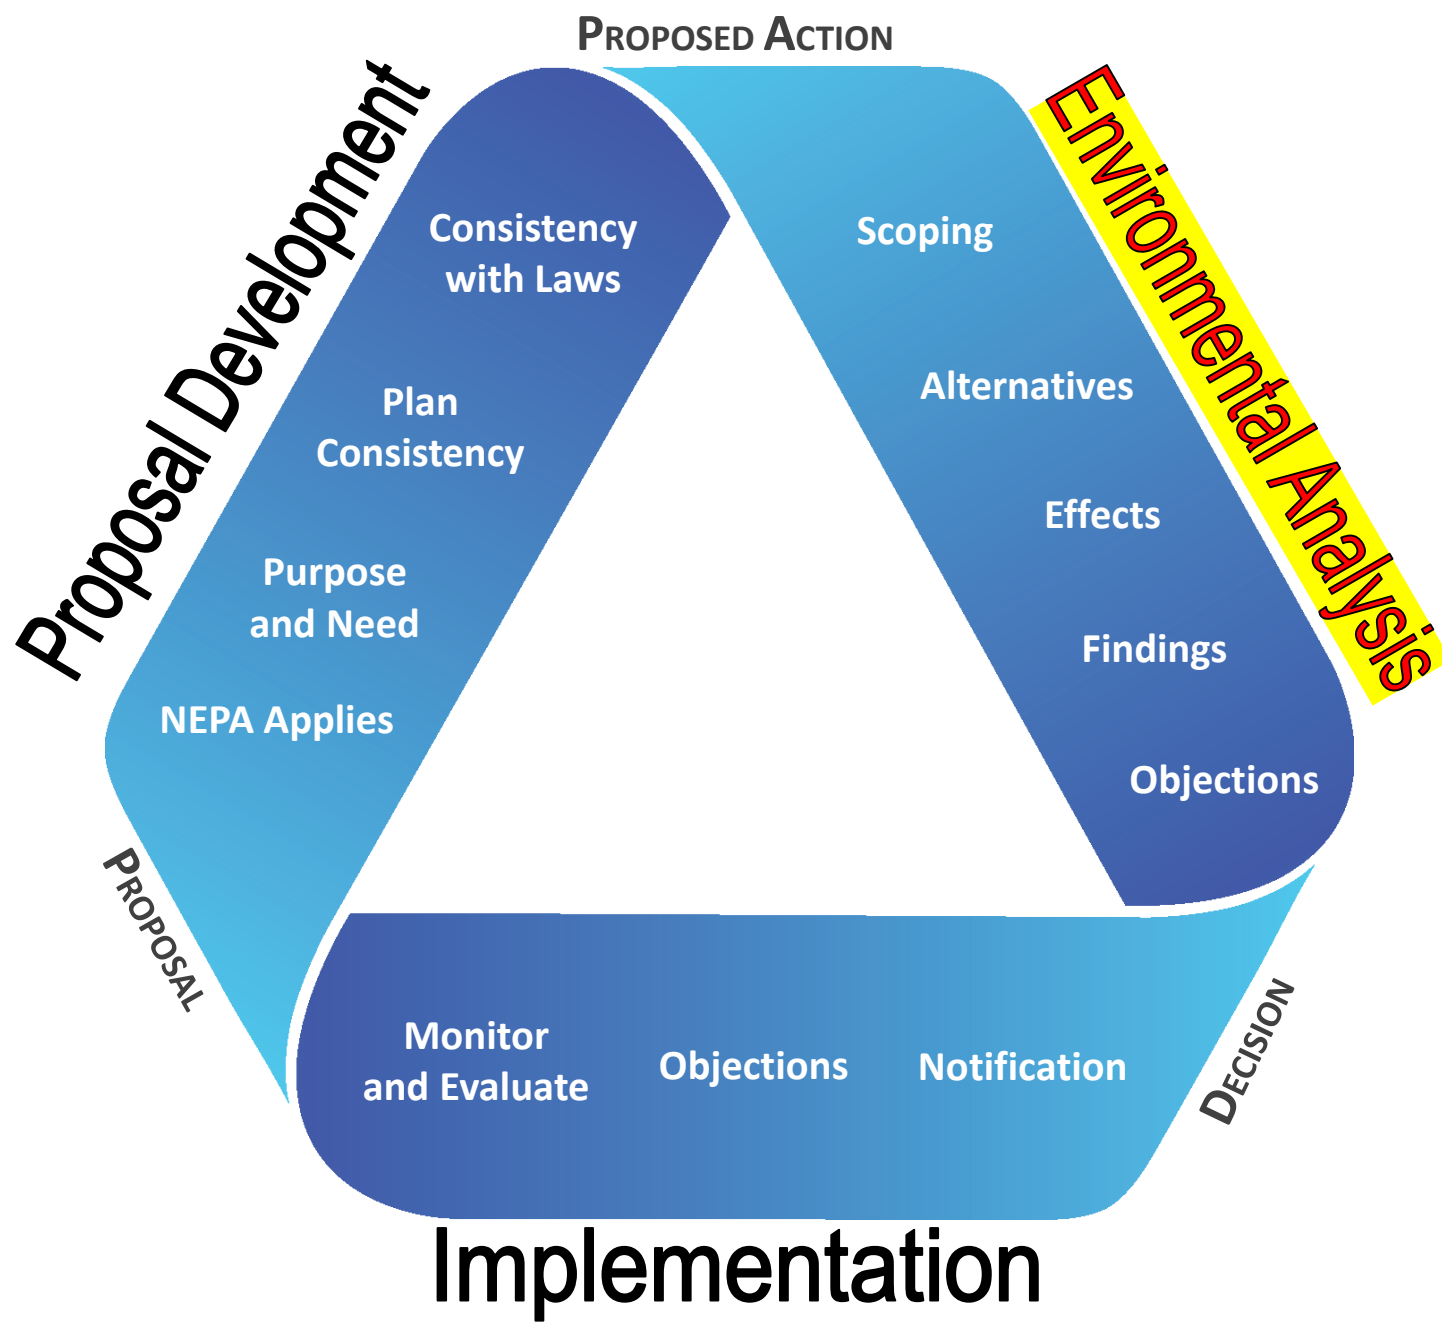 PROPOSED ACTION
Proposal Development
Consistency
with Laws
Plan
Consistency
Purpose
and Need
NEPA Applies
PROPOSAL
Environmental Analysis
Scoping
Alternatives
Effects
Findings
Objections
DECISION
Monitor
and Evaluate
Objections
Notification
Implementation